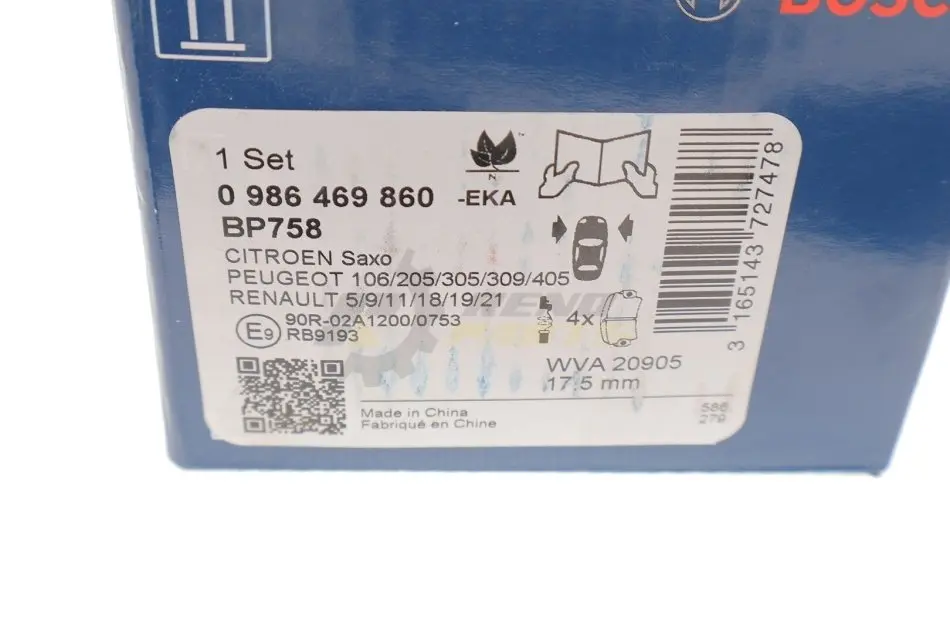 BOSC
1 Set
0 986 469 860 -EKA
BP758
CITROEN Saxo
PEUGEOT 106/205/305/309/405
RENAULT 5/9/11/18/19/21
E9 90R-02A1200/0753
RB9193
4x
WVA 20905
17.5 mm
Made in China
Fabriqué en Chine
3 165143 727478